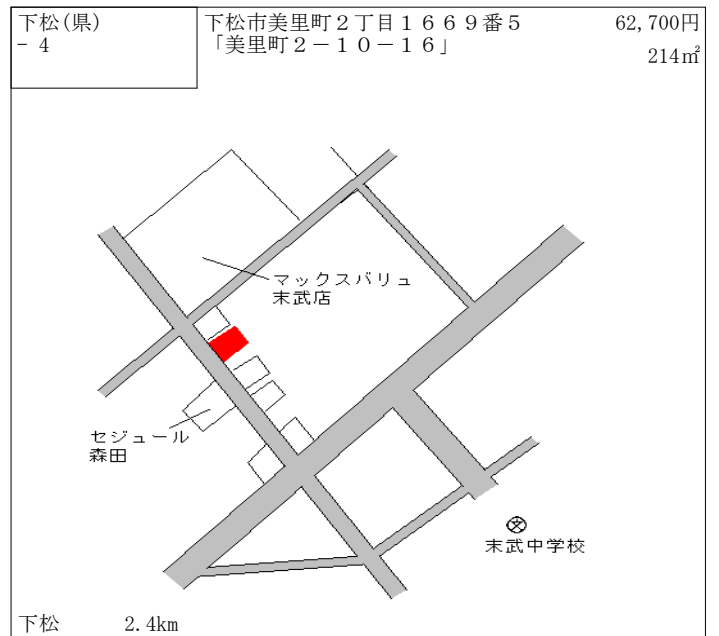 下松(県)
- 4
下松市美里町２丁目１６６９番５
「美里町２－１０－１６」
62,700円
214㎡
マックスバリュ
末武店
セジュール
森田
末武中学校
下松 2.4km